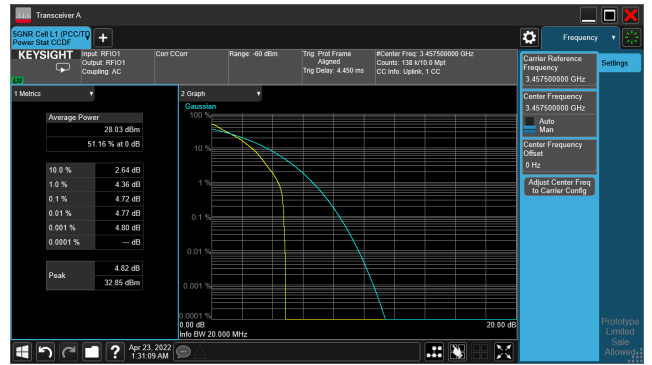 Transceiver A
5GNR Cell L1 (PCC/TD
Power Stat CCDF
Frequency
KEYSIGHT
LXI
Input: RFIO1
Output: RFIO1
Coupling: AC
Corr CCorr
Range: -60 dBm
Trig: Prot Frame
Aligned
Trig Delay: 4.450 ms
#Center Freq: 3.457500000 GHz
Counts: 138 k/10.0 Mpt
CC Info: Uplink, 1 CC
Carrier Reference
Frequency
3.457500000 GHz
Settings
Center Frequency
3.457500000 GHz
Auto
Man
Center Frequency
Offset
0 Hz
Adjust Center Freq
to Carrier Config
1 Metrics
Average Power
28.03 dBm
51.16 % at 0 dB
10.0 % 2.64 dB
1.0 % 4.36 dB
0.1 % 4.72 dB
0.01 % 4.77 dB
0.001 % 4.80 dB
0.0001 % --- dB
Peak
4.82 dB
32.85 dBm
2 Graph
Gaussian
100 %
10 %
1 %
0.1 %
0.01 %
0.001 %
0.0001 %
0.00 dB
20.00 dB
Info BW 20.000 MHz
Prototype
Limited
Sale
Allowed
?
Apr 23, 2022
1:31:09 AM